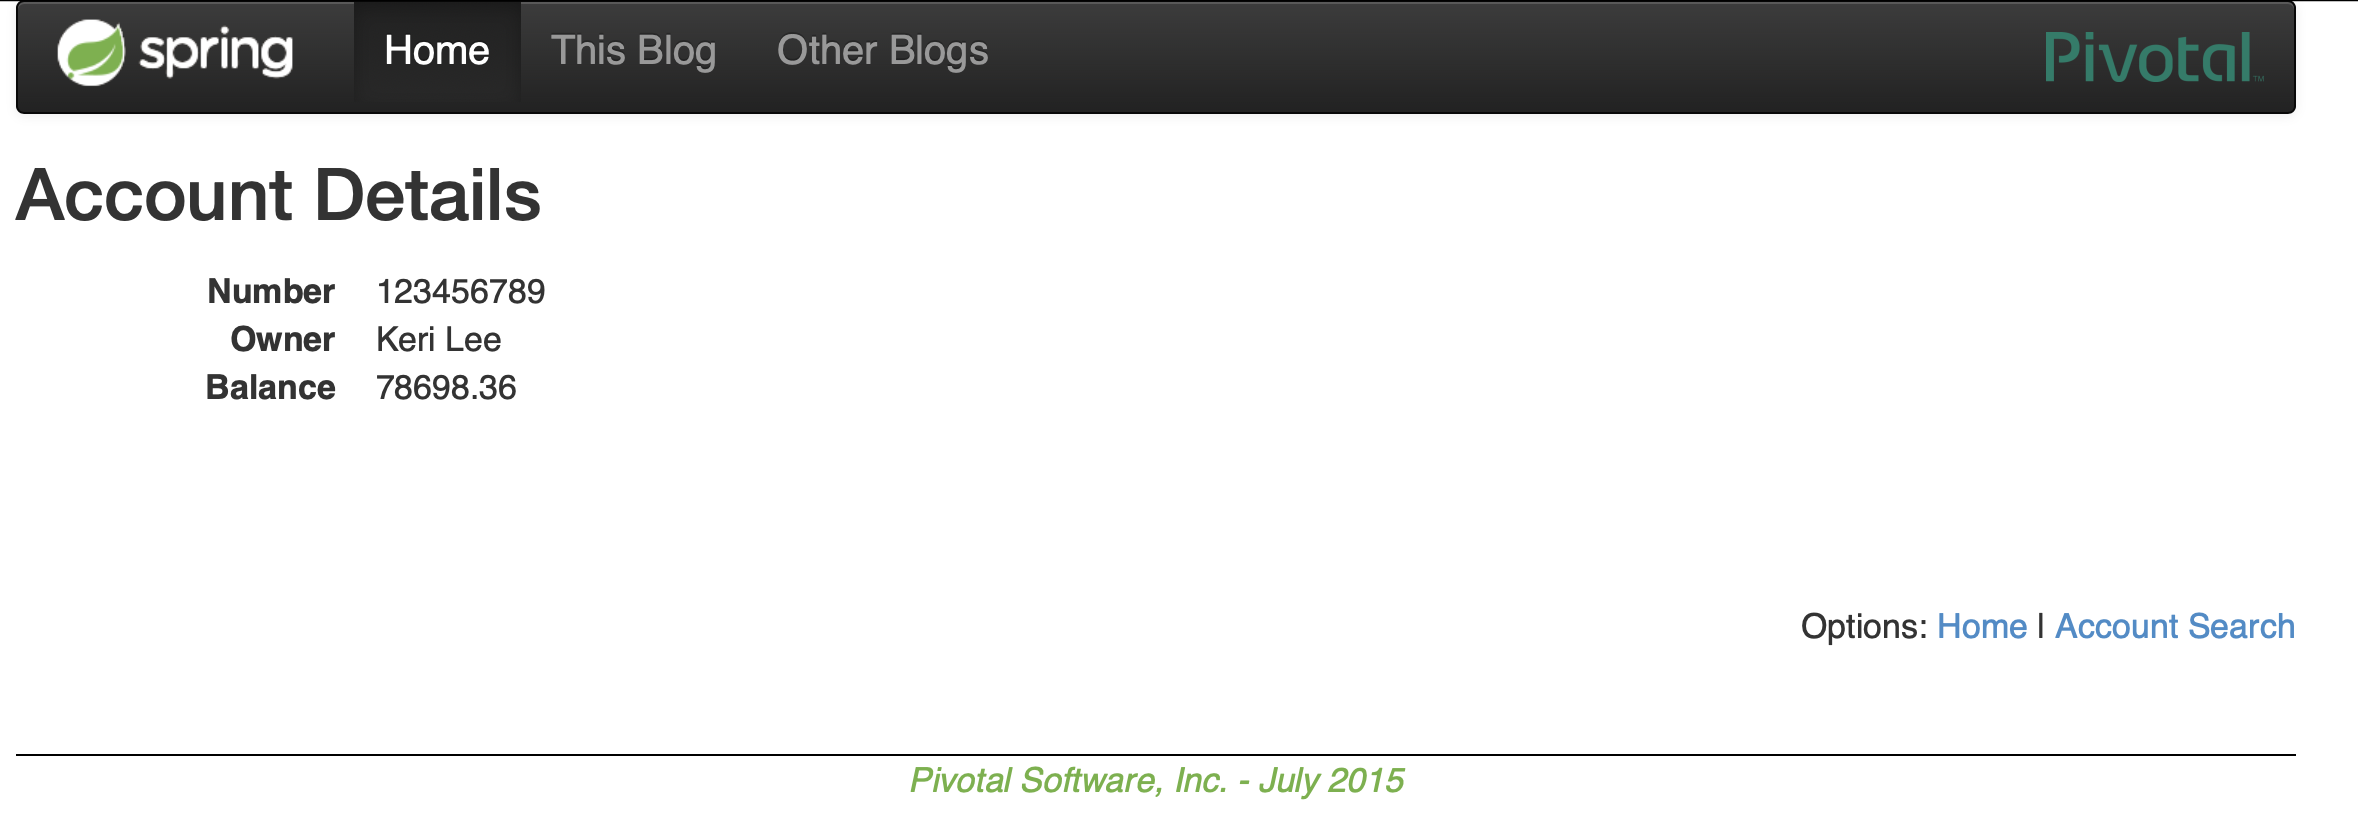 spring Home This Blog Other Blogs Pivotal™
Account Details
Number 123456789
Owner Keri Lee
Balance 78698.36
Options: Home | Account Search
Pivotal Software, Inc. - July 2015